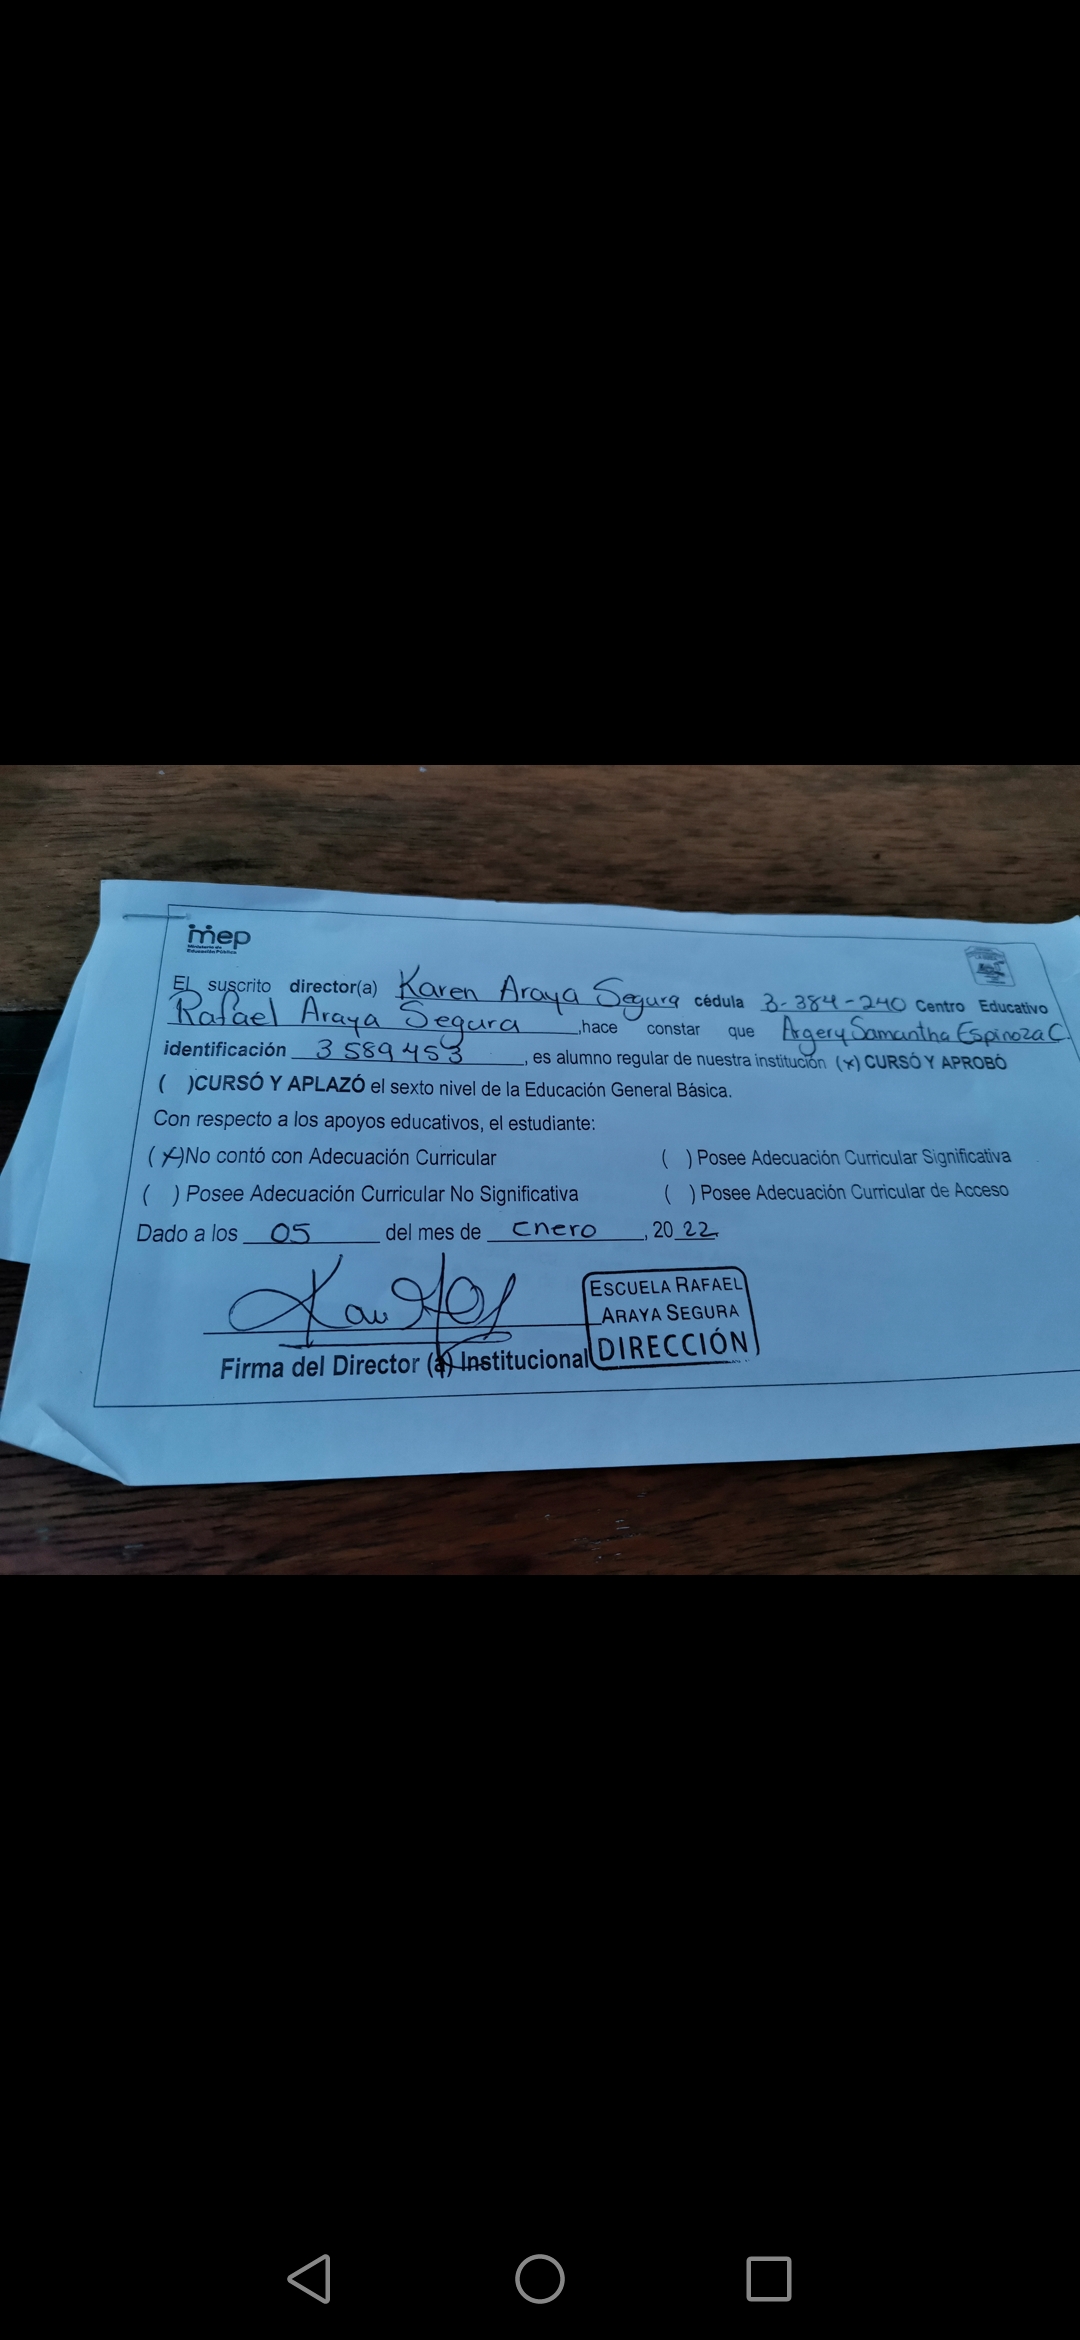 mep
Ministerio de
Educación Pública
El suscrito director(a) Karen Araya Segura cédula 3-384-240 Centro Educativo
Rafael Araya Segura ,hace constar que Argery Samantha Espinoza C.
identificación 3 589 453 , es alumno regular de nuestra institución (x) CURSÓ Y APROBÓ
( )CURSÓ Y APLAZÓ el sexto nivel de la Educación General Básica.
Con respecto a los apoyos educativos, el estudiante:
(x)No contó con Adecuación Curricular ( ) Posee Adecuación Curricular Significativa
( ) Posee Adecuación Curricular No Significativa ( ) Posee Adecuación Curricular de Acceso
Dado a los 05 del mes de Enero , 20 22
Firma del Director (a) Institucional
ESCUELA RAFAEL
ARAYA SEGURA
DIRECCIÓN